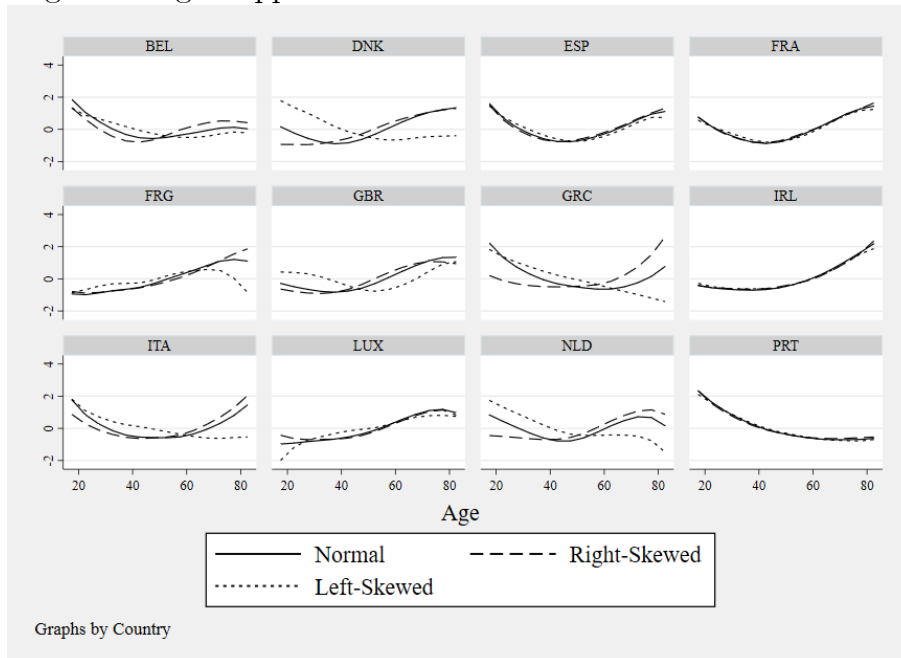 BEL DNK ESP FRA
4
2
0
-2
FRG GBR GRC IRL
4
2
0
-2
ITA LUX NLD PRT
4
2
0
-2
20 40 60 80 20 40 60 80 20 40 60 80 20 40 60 80
Age
Normal Right-Skewed
Left-Skewed
Graphs by Country